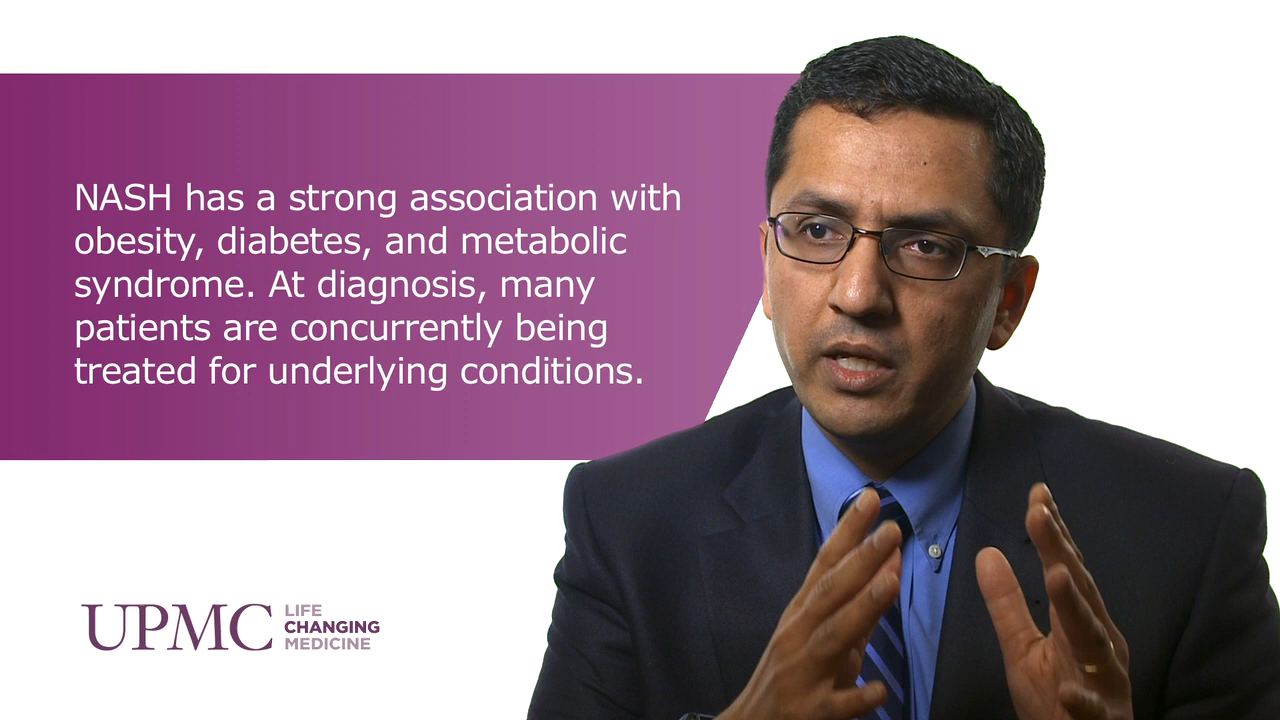 NASH has a strong association with
obesity, diabetes, and metabolic
syndrome. At diagnosis, many
patients are concurrently being
treated for underlying conditions.
UPMC LIFE
CHANGING
MEDICINE